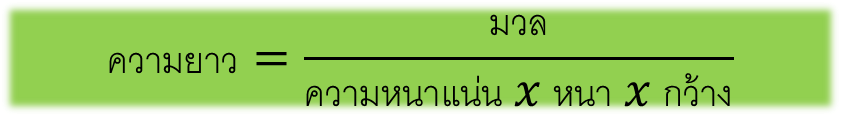 มวล
ความยาว =
ความหนาแน่น x หนา x กว้าง